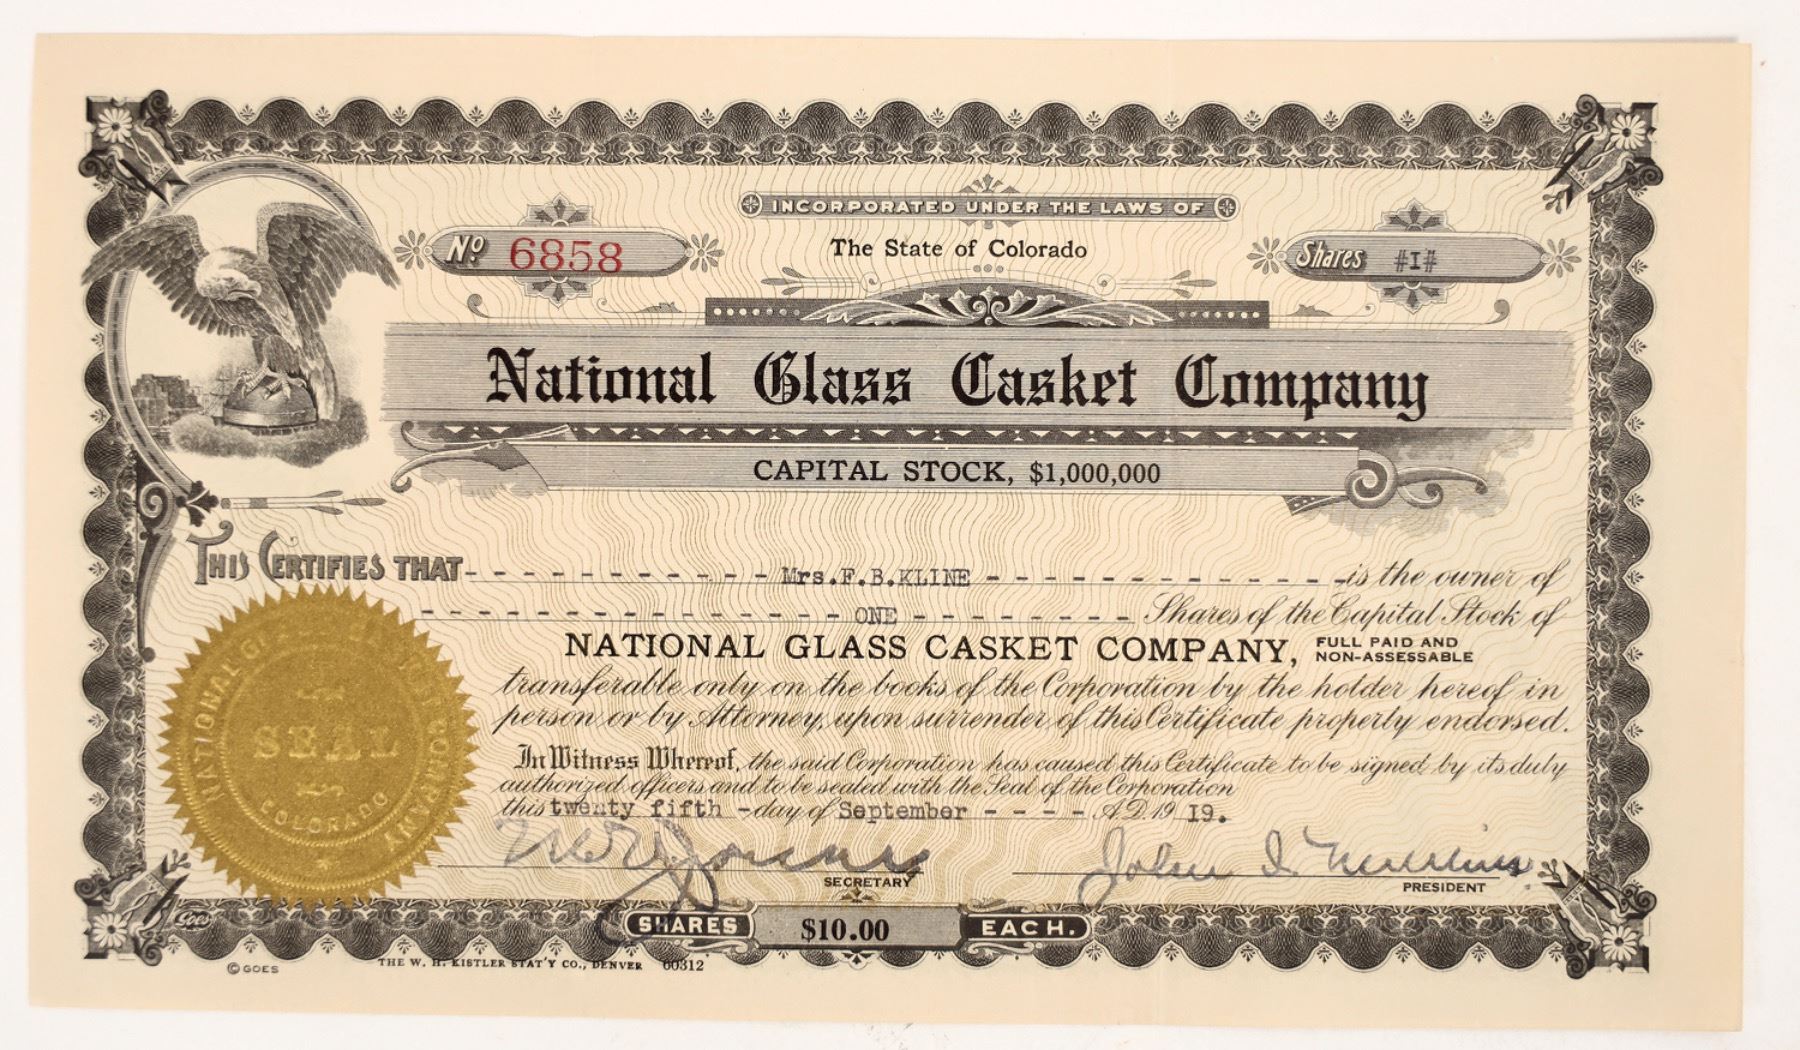 INCORPORATED UNDER THE LAWS OF
Nº 6858
The State of Colorado
Shares #I#
National Glass Casket Company
CAPITAL STOCK, $1,000,000
THIS CERTIFIES THAT - - - - - - - - - - - Mrs.F.B.KLINE - - - - - - - - - - - - - is the owner of
- - - - - - - - - - - - - - - ONE - - - - - - - - Shares of the Capital Stock of
NATIONAL GLASS CASKET COMPANY, FULL PAID AND
NON-ASSESSABLE
transferable only on the books of the Corporation by the holder hereof in
person or by Attorney, upon surrender of this Certificate properly endorsed.
In Witness Whereof, the said Corporation has caused this Certificate to be signed by its duly
authorized officers and to be sealed with the Seal of the Corporation
this twenty fifth - day of September - - - - A.D. 19 19.
John I
SECRETARY
PRESIDENT
NATIONAL GLASS CASKET COMPANY
SEAL
COLORADO
Goes
SHARES $10.00 EACH.
© GOES
THE W. H. KISTLER STAT'Y CO., DENVER 60312